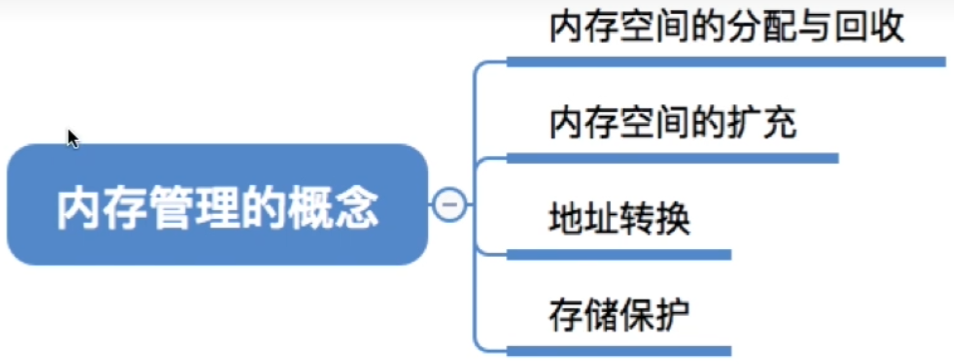 内存空间的分配与回收
内存空间的扩充
内存管理的概念
地址转换
存储保护